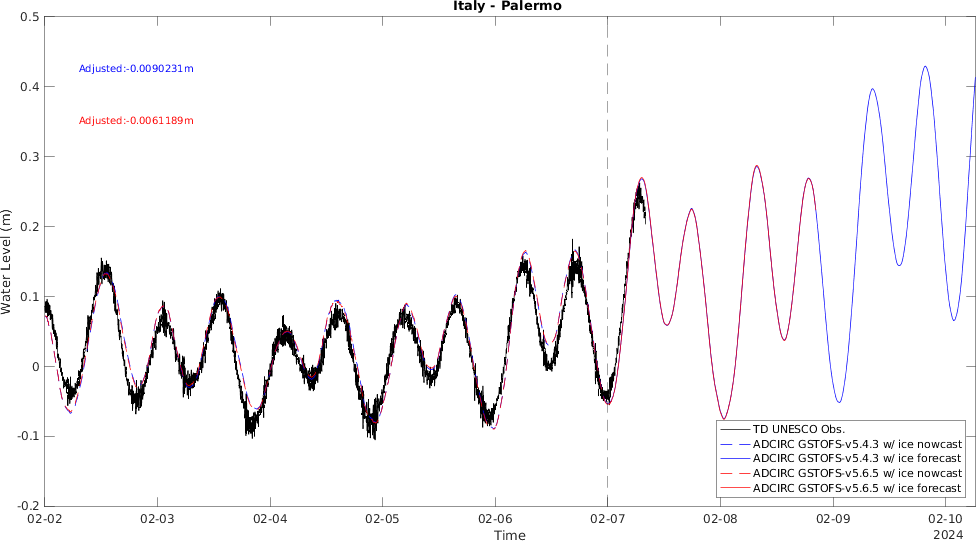 Italy - Palermo
0.5
0.4
0.3
0.2
0.1
0
-0.1
-0.2
Water Level (m)
Adjusted:-0.0090231m
Adjusted:-0.0061189m
TD UNESCO Obs.
ADCIRC GSTOFS-v5.4.3 w/ ice nowcast
ADCIRC GSTOFS-v5.4.3 w/ ice forecast
ADCIRC GSTOFS-v5.6.5 w/ ice nowcast
ADCIRC GSTOFS-v5.6.5 w/ ice forecast
02-02 02-03 02-04 02-05 02-06 02-07 02-08 02-09 02-10
Time
2024